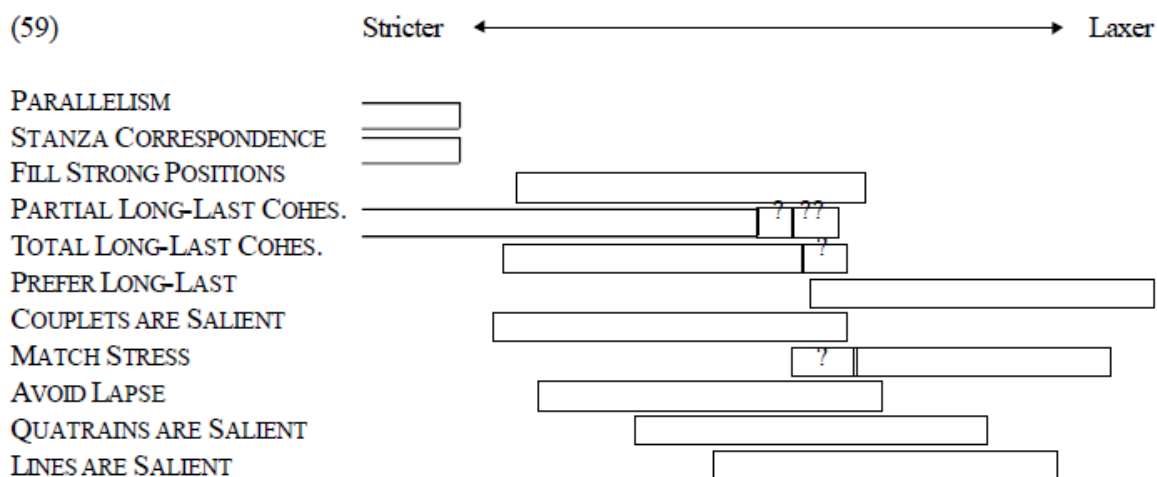 (59) Stricter Laxer
PARALLELISM
STANZA CORRESPONDENCE
FILL STRONG POSITIONS
PARTIAL LONG-LAST COHES. ? ??
TOTAL LONG-LAST COHES. ?
PREFER LONG-LAST
COUPLETS ARE SALIENT
MATCH STRESS ?
AVOID LAPSE
QUATRAINS ARE SALIENT
LINES ARE SALIENT